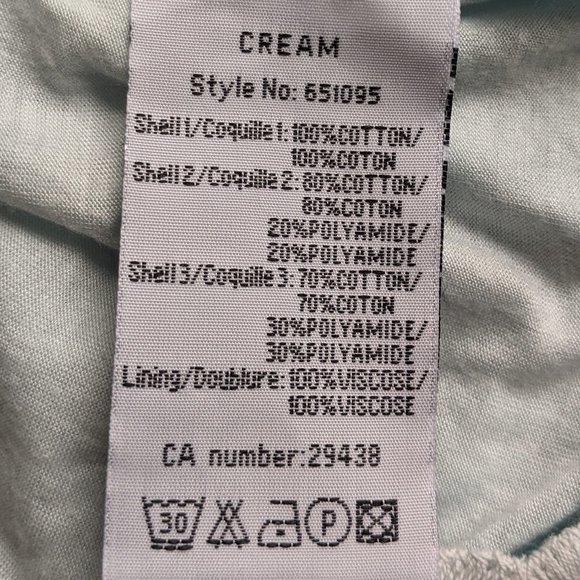 CREAM
Style No: 651095
Shell1/Coquille1: 100%COTTON/
100%COTON
Shell2/Coquille2: 80%COTTON/
80%COTON
20%POLYAMIDE/
20%POLYAMIDE
Shell3/Coquille3: 70%COTTON/
70%COTON
30%POLYAMIDE/
30%POLYAMIDE
Lining/Doublure: 100%VISCOSE/
100%VISCOSE
CA number:29438
30 P